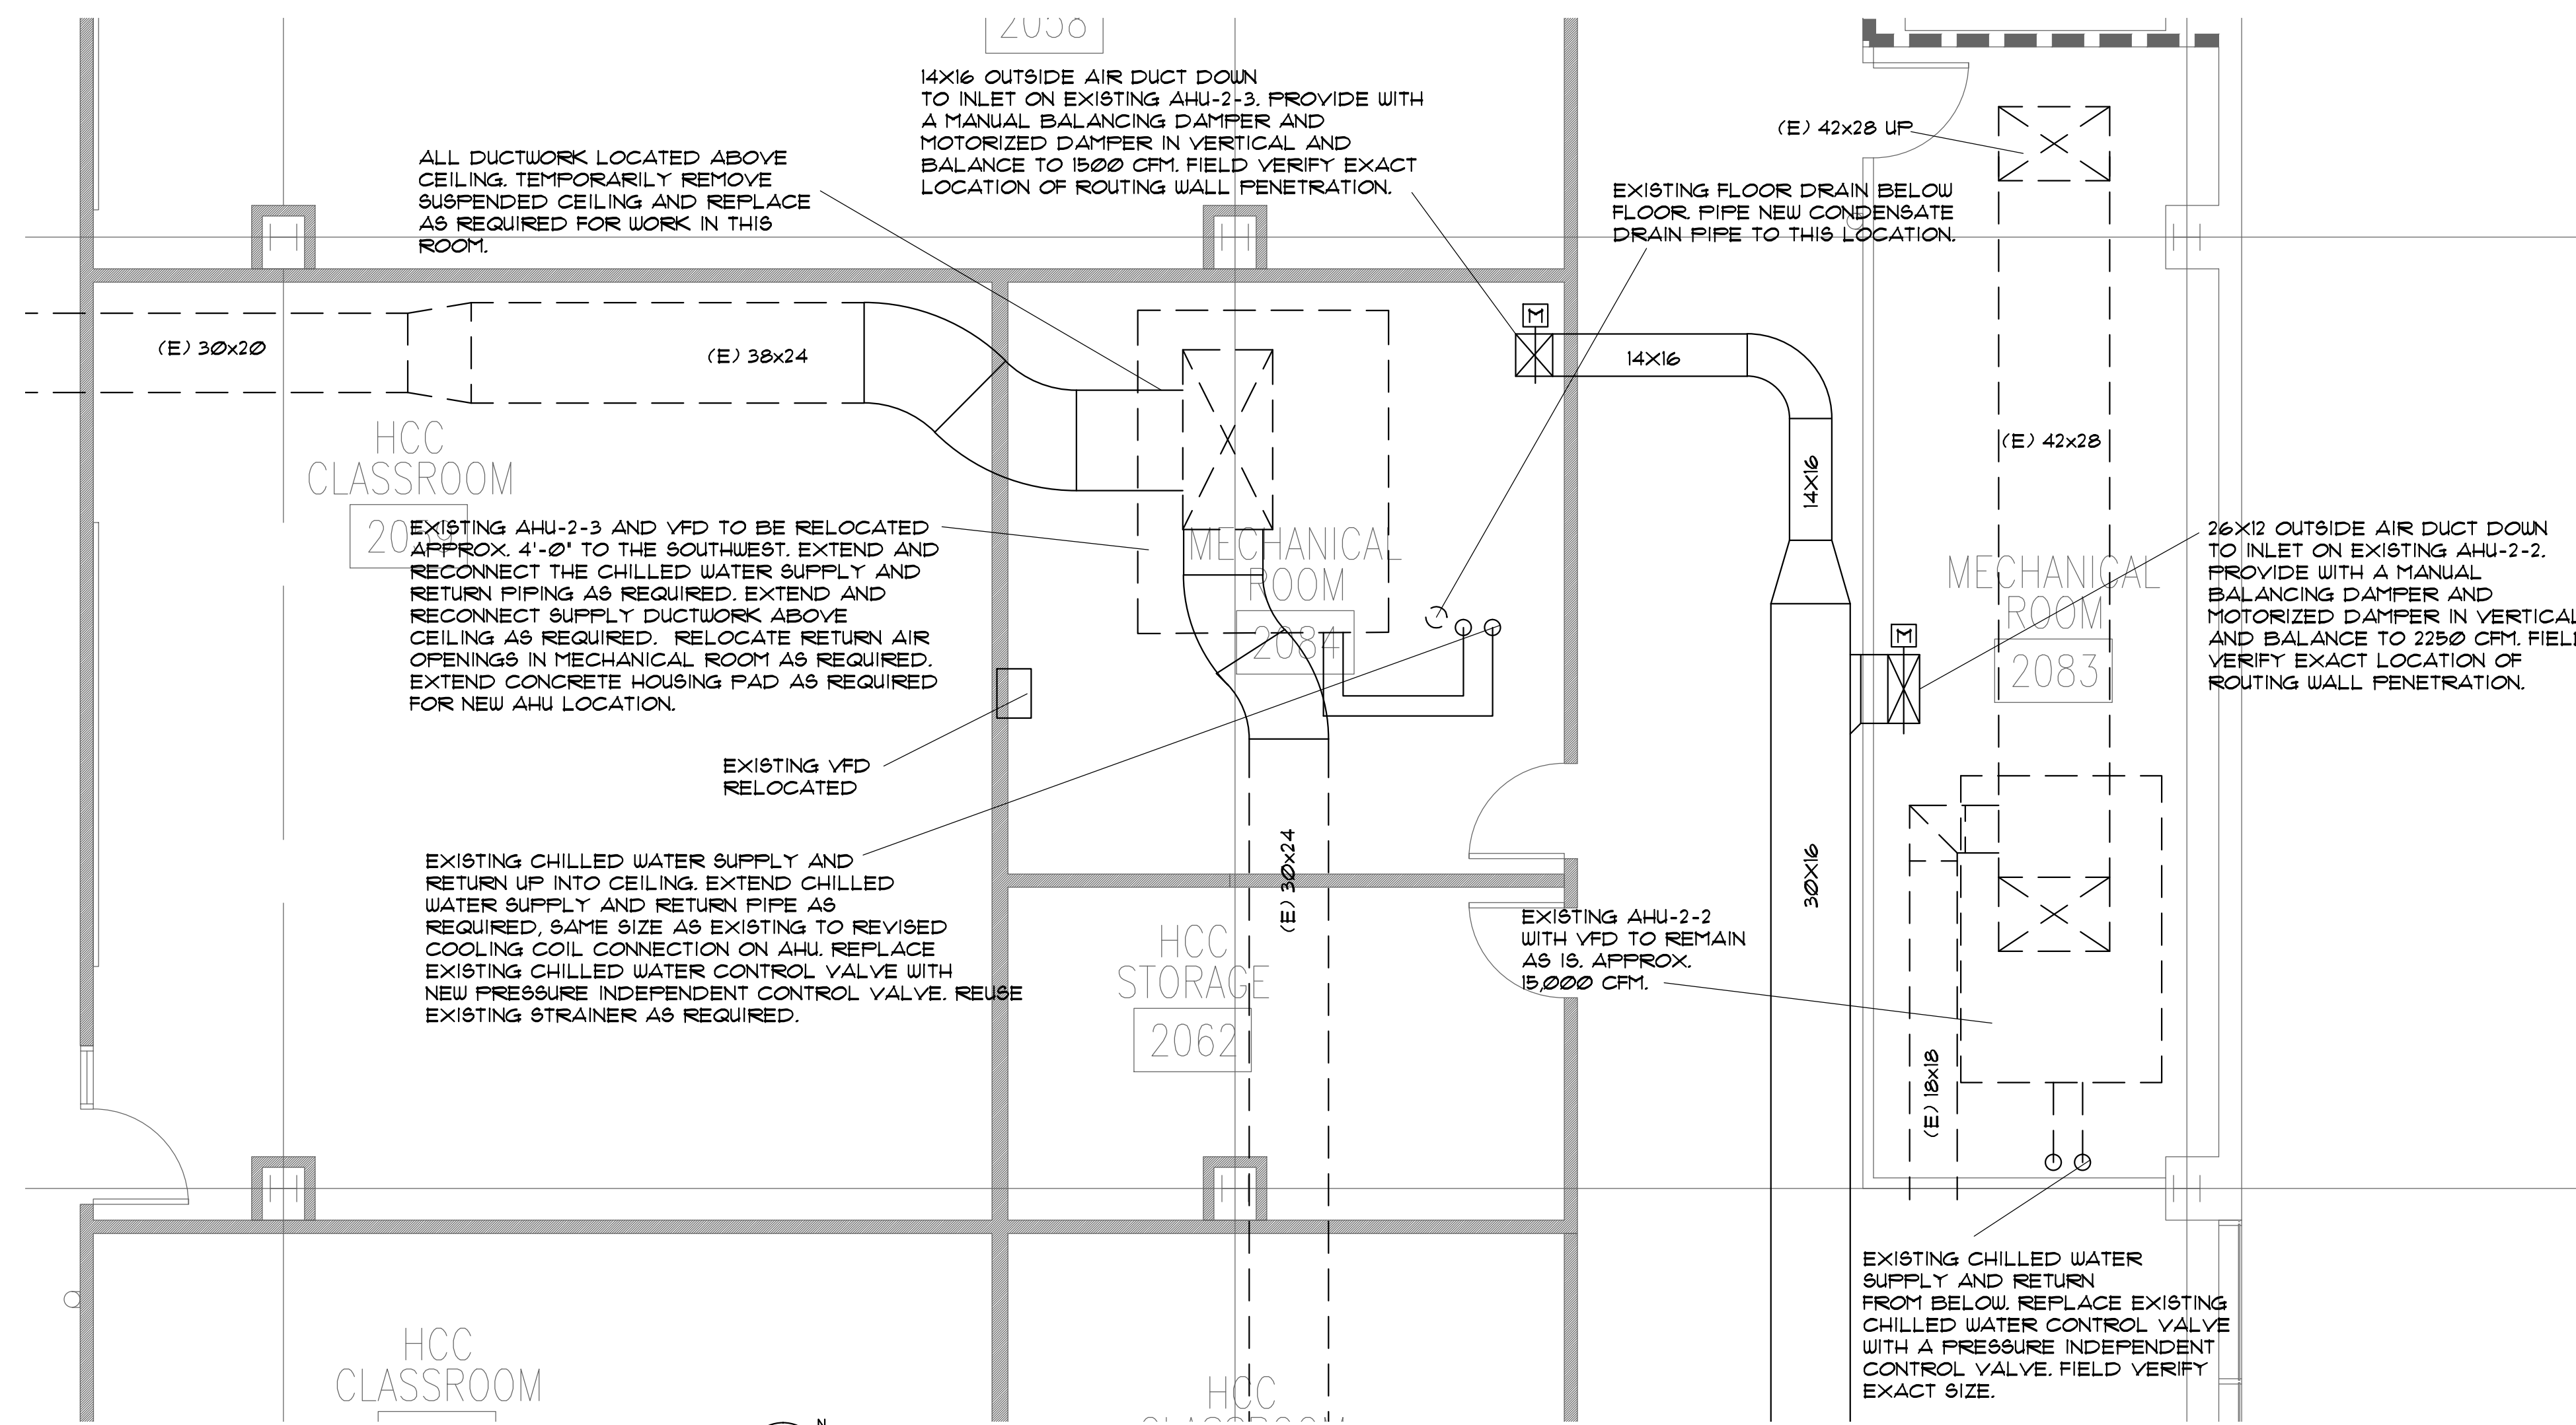 2058
14X16 OUTSIDE AIR DUCT DOWN
TO INLET ON EXISTING AHU-2-3. PROVIDE WITH
A MANUAL BALANCING DAMPER AND
MOTORIZED DAMPER IN VERTICAL AND
BALANCE TO 1500 CFM. FIELD VERIFY EXACT
LOCATION OF ROUTING WALL PENETRATION.
ALL DUCTWORK LOCATED ABOVE
CEILING. TEMPORARILY REMOVE
SUSPENDED CEILING AND REPLACE
AS REQUIRED FOR WORK IN THIS
ROOM.
(E) 42x28 UP
EXISTING FLOOR DRAIN BELOW
FLOOR. PIPE NEW CONDENSATE
DRAIN PIPE TO THIS LOCATION.
(E) 30x20
(E) 38x24
M
14X16
14X16
(E) 42x28
HCC
CLASSROOM
EXISTING AHU-2-3 AND VFD TO BE RELOCATED
APPROX. 4'-0" TO THE SOUTHWEST. EXTEND AND
RECONNECT THE CHILLED WATER SUPPLY AND
RETURN PIPING AS REQUIRED. EXTEND AND
RECONNECT SUPPLY DUCTWORK ABOVE
CEILING AS REQUIRED. RELOCATE RETURN AIR
OPENINGS IN MECHANICAL ROOM AS REQUIRED.
EXTEND CONCRETE HOUSING PAD AS REQUIRED
FOR NEW AHU LOCATION.
MECHANICAL
ROOM
2084
MECHANICAL
ROOM
2083
M
26X12 OUTSIDE AIR DUCT DOWN
TO INLET ON EXISTING AHU-2-2.
PROVIDE WITH A MANUAL
BALANCING DAMPER AND
MOTORIZED DAMPER IN VERTICAL
AND BALANCE TO 2250 CFM. FIELD
VERIFY EXACT LOCATION OF
ROUTING WALL PENETRATION.
EXISTING VFD
RELOCATED
EXISTING CHILLED WATER SUPPLY AND
RETURN UP INTO CEILING. EXTEND CHILLED
WATER SUPPLY AND RETURN PIPE AS
REQUIRED, SAME SIZE AS EXISTING TO REVISED
COOLING COIL CONNECTION ON AHU. REPLACE
EXISTING CHILLED WATER CONTROL VALVE WITH
NEW PRESSURE INDEPENDENT CONTROL VALVE. REUSE
EXISTING STRAINER AS REQUIRED.
(E) 30x24
30X16
HCC
STORAGE
2062
EXISTING AHU-2-2
WITH VFD TO REMAIN
AS IS. APPROX.
15,000 CFM.
(E) 18x18
EXISTING CHILLED WATER
SUPPLY AND RETURN
FROM BELOW. REPLACE EXISTING
CHILLED WATER CONTROL VALVE
WITH A PRESSURE INDEPENDENT
CONTROL VALVE. FIELD VERIFY
EXACT SIZE.
HCC
CLASSROOM
HCC
CLASSROOM
N